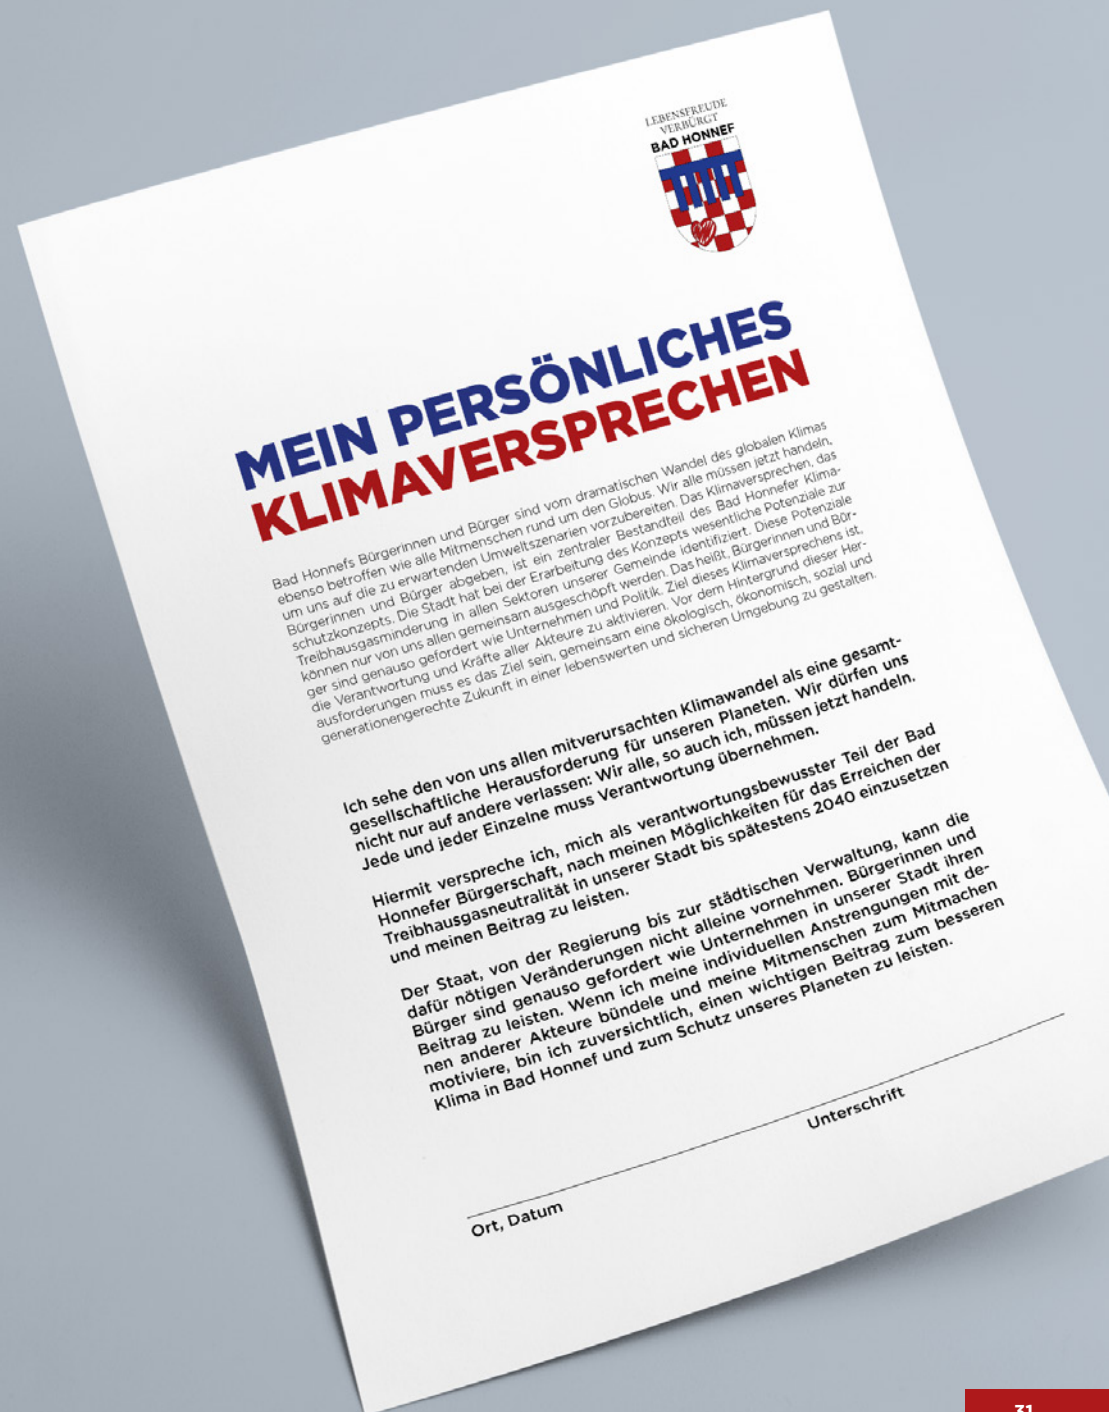 LEBENSFREUDE
VERBÜRGT
BAD HONNEF
MEIN PERSÖNLICHES
KLIMAVERSPRECHEN
Bad Honnefs Bürgerinnen und Bürger sind vom dramatischen Wandel des globalen Klimas
ebenso betroffen wie alle Mitmenschen rund um den Globus. Wir alle müssen jetzt handeln,
um uns auf die zu erwartenden Umweltszenarien vorzubereiten. Das Klimaversprechen, das
Bürgerinnen und Bürger abgeben, ist ein zentraler Bestandteil des Bad Honnefer Klima-
schutzkonzepts. Die Stadt hat bei der Erarbeitung des Konzepts wesentliche Potenziale zur
Treibhausgasminderung in allen Sektoren unserer Gemeinde identifiziert. Diese Potenziale
können nur von uns allen gemeinsam ausgeschöpft werden. Das heißt, Bürgerinnen und Bür-
ger sind genauso gefordert wie Unternehmen und Politik. Ziel dieses Klimaversprechens ist,
die Verantwortung und Kräfte aller Akteure zu aktivieren. Vor dem Hintergrund dieser Her-
ausforderungen muss es das Ziel sein, gemeinsam eine ökologisch, ökonomisch, sozial und
generationengerechte Zukunft in einer lebenswerten und sicheren Umgebung zu gestalten.
Ich sehe den von uns allen mitverursachten Klimawandel als eine gesamt-
gesellschaftliche Herausforderung für unseren Planeten. Wir dürfen uns
nicht nur auf andere verlassen: Wir alle, so auch ich, müssen jetzt handeln.
Jede und jeder Einzelne muss Verantwortung übernehmen.
Hiermit verspreche ich, mich als verantwortungsbewusster Teil der Bad
Honnefer Bürgerschaft, nach meinen Möglichkeiten für das Erreichen der
Treibhausgasneutralität in unserer Stadt bis spätestens 2040 einzusetzen
und meinen Beitrag zu leisten.
Der Staat, von der Regierung bis zur städtischen Verwaltung, kann die
dafür nötigen Veränderungen nicht alleine vornehmen. Bürgerinnen und
Bürger sind genauso gefordert wie Unternehmen in unserer Stadt ihren
Beitrag zu leisten. Wenn ich meine individuellen Anstrengungen mit de-
nen anderer Akteure bündele und meine Mitmenschen zum Mitmachen
motiviere, bin ich zuversichtlich, einen wichtigen Beitrag zum besseren
Klima in Bad Honnef und zum Schutz unseres Planeten zu leisten.
Unterschrift
Ort, Datum
31